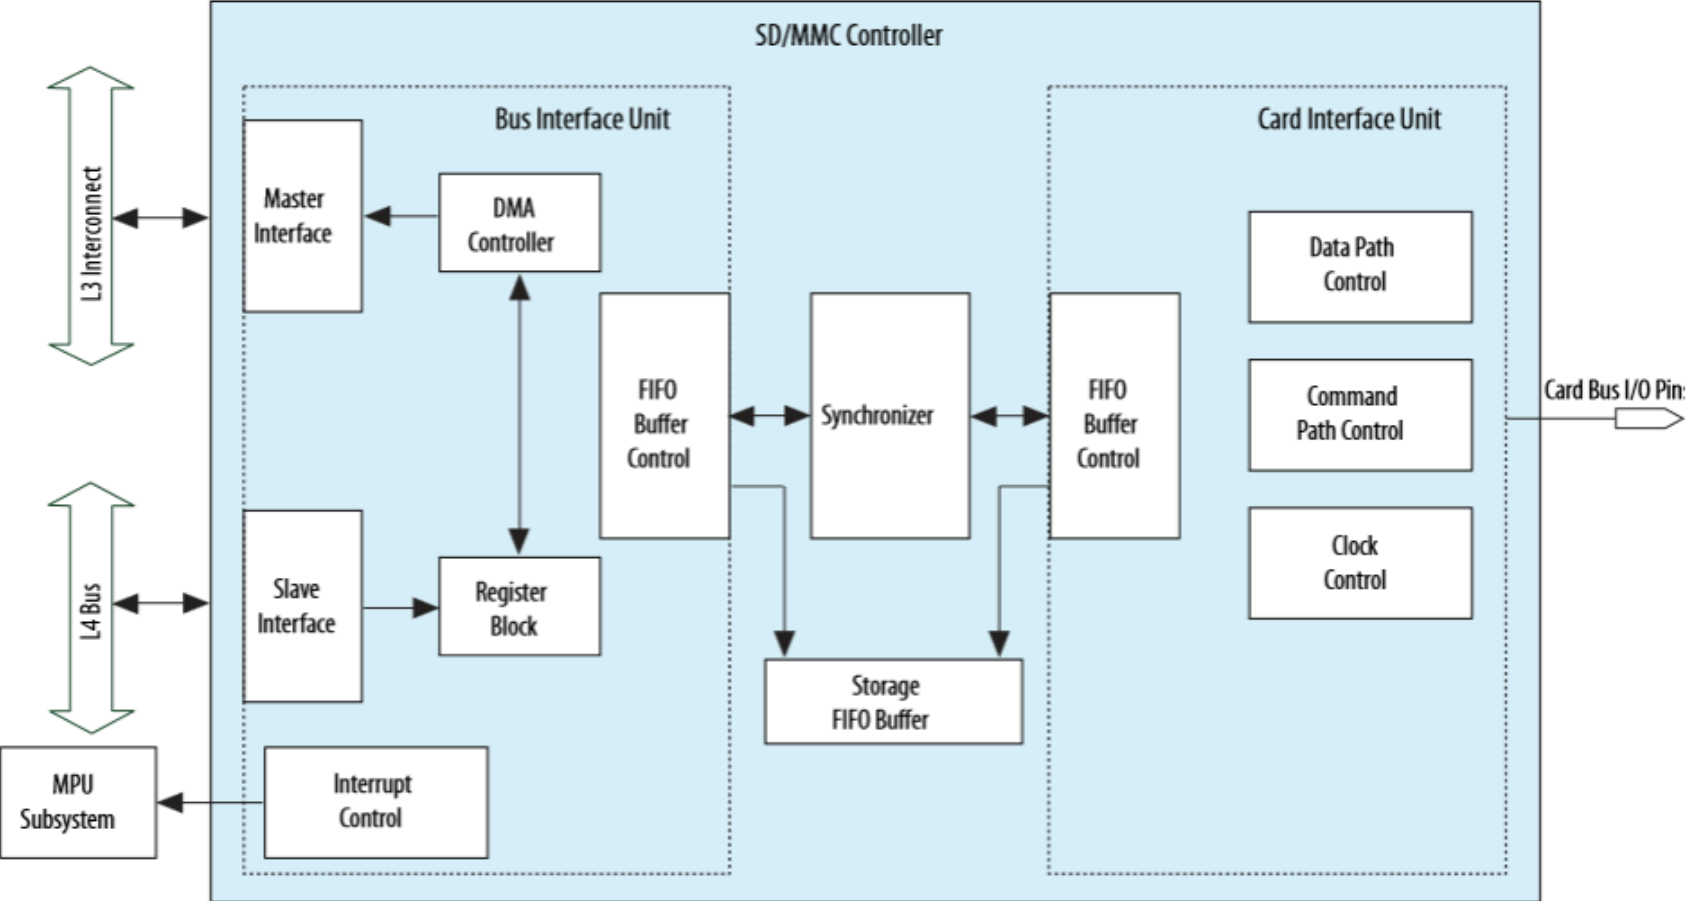 SD/MMC Controller
Bus Interface Unit
Card Interface Unit
L3 Interconnect
Master
Interface
DMA
Controller
Data Path
Control
FIFO
Buffer
Control
Synchronizer
FIFO
Buffer
Control
Command
Path Control
Card Bus I/O Pins
L4 Bus
Slave
Interface
Register
Block
Clock
Control
Storage
FIFO Buffer
MPU
Subsystem
Interrupt
Control